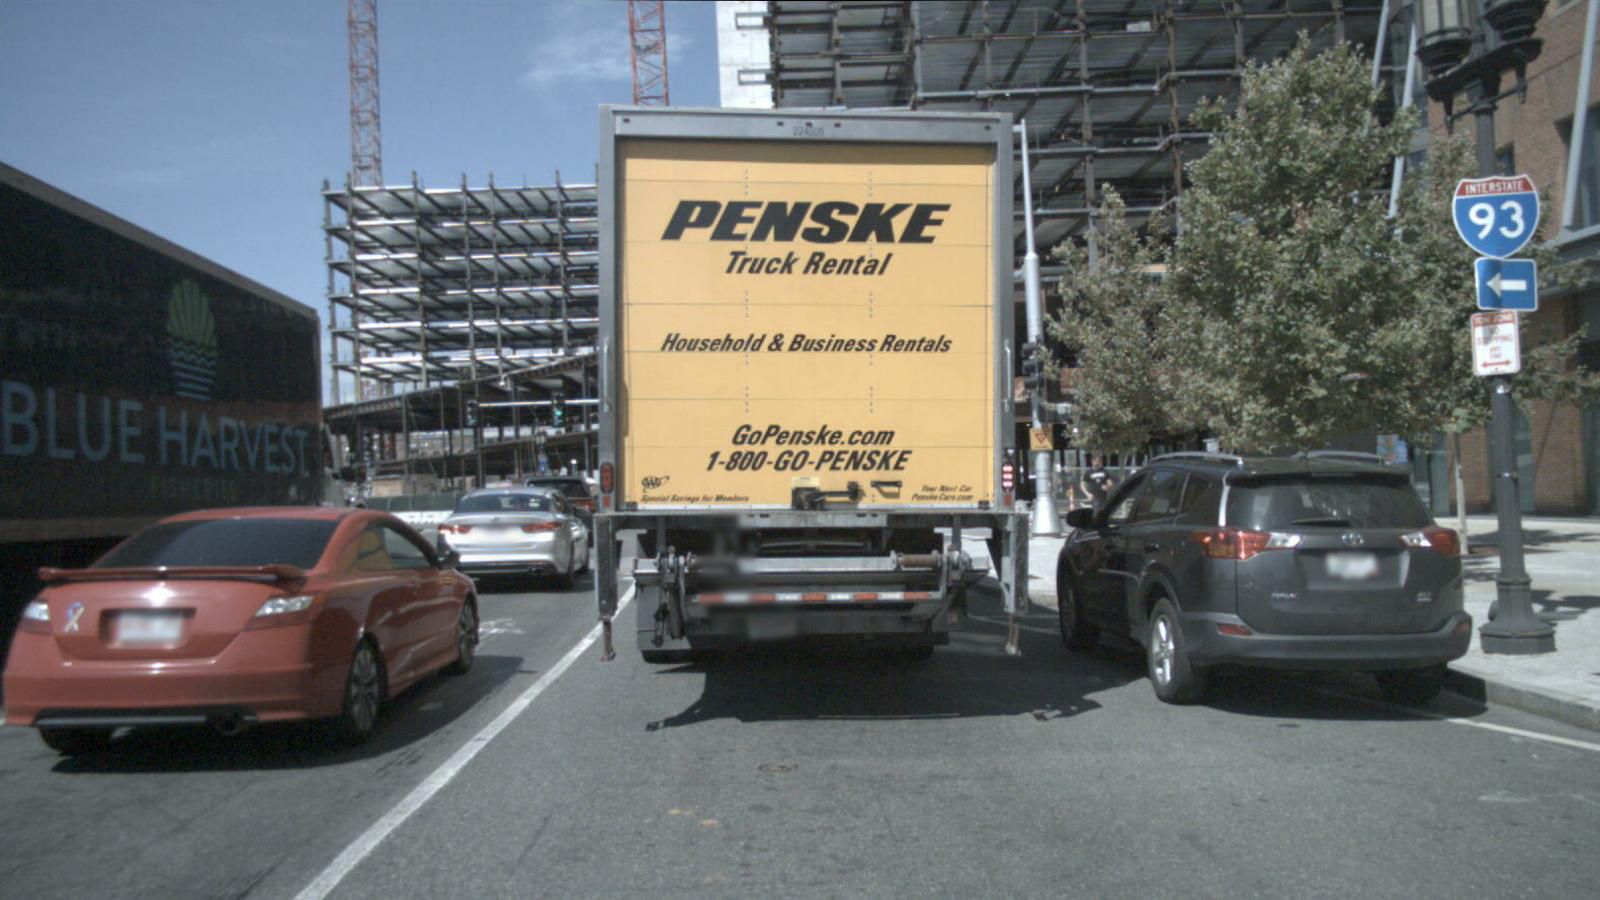 224005
PENSKE
Truck Rental
Household & Business Rentals
GoPenske.com
1-800-GO-PENSKE
AAA
Special Savings for Members
Your Next Car
PenskeCars.com
BLUE HARVEST
FISHERIES
INTERSTATE
93
TOW ZONE
NO
STOPPING
ANY
TIME